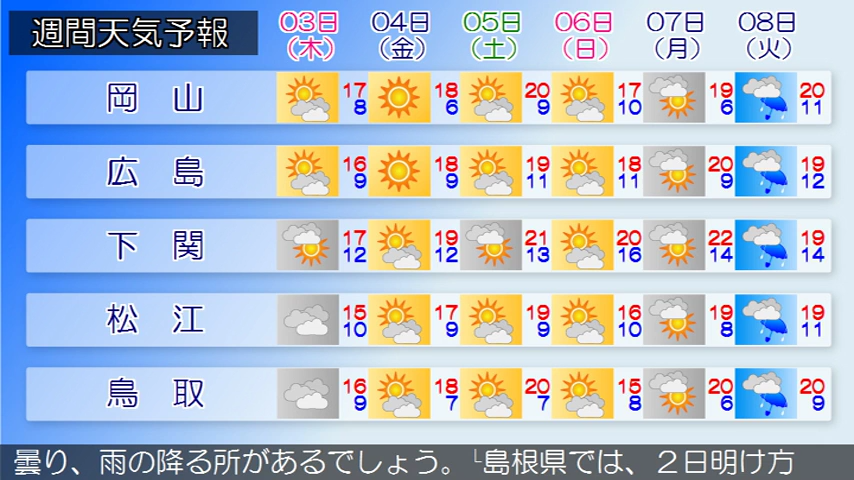 週間天気予報 03日 04日 05日 06日 07日 08日
(木) (金) (土) (日) (月) (火)
岡 山 17 8 18 6 20 9 17 10 19 6 20 11
広 島 16 9 18 9 19 11 18 11 20 9 19 12
下 関 17 12 19 12 21 13 20 16 22 14 19 14
松 江 15 10 17 9 19 9 16 10 19 8 19 11
鳥 取 16 9 18 7 20 7 15 8 20 6 20 9
曇り、雨の降る所があるでしょう。└島根県では、２日明け方